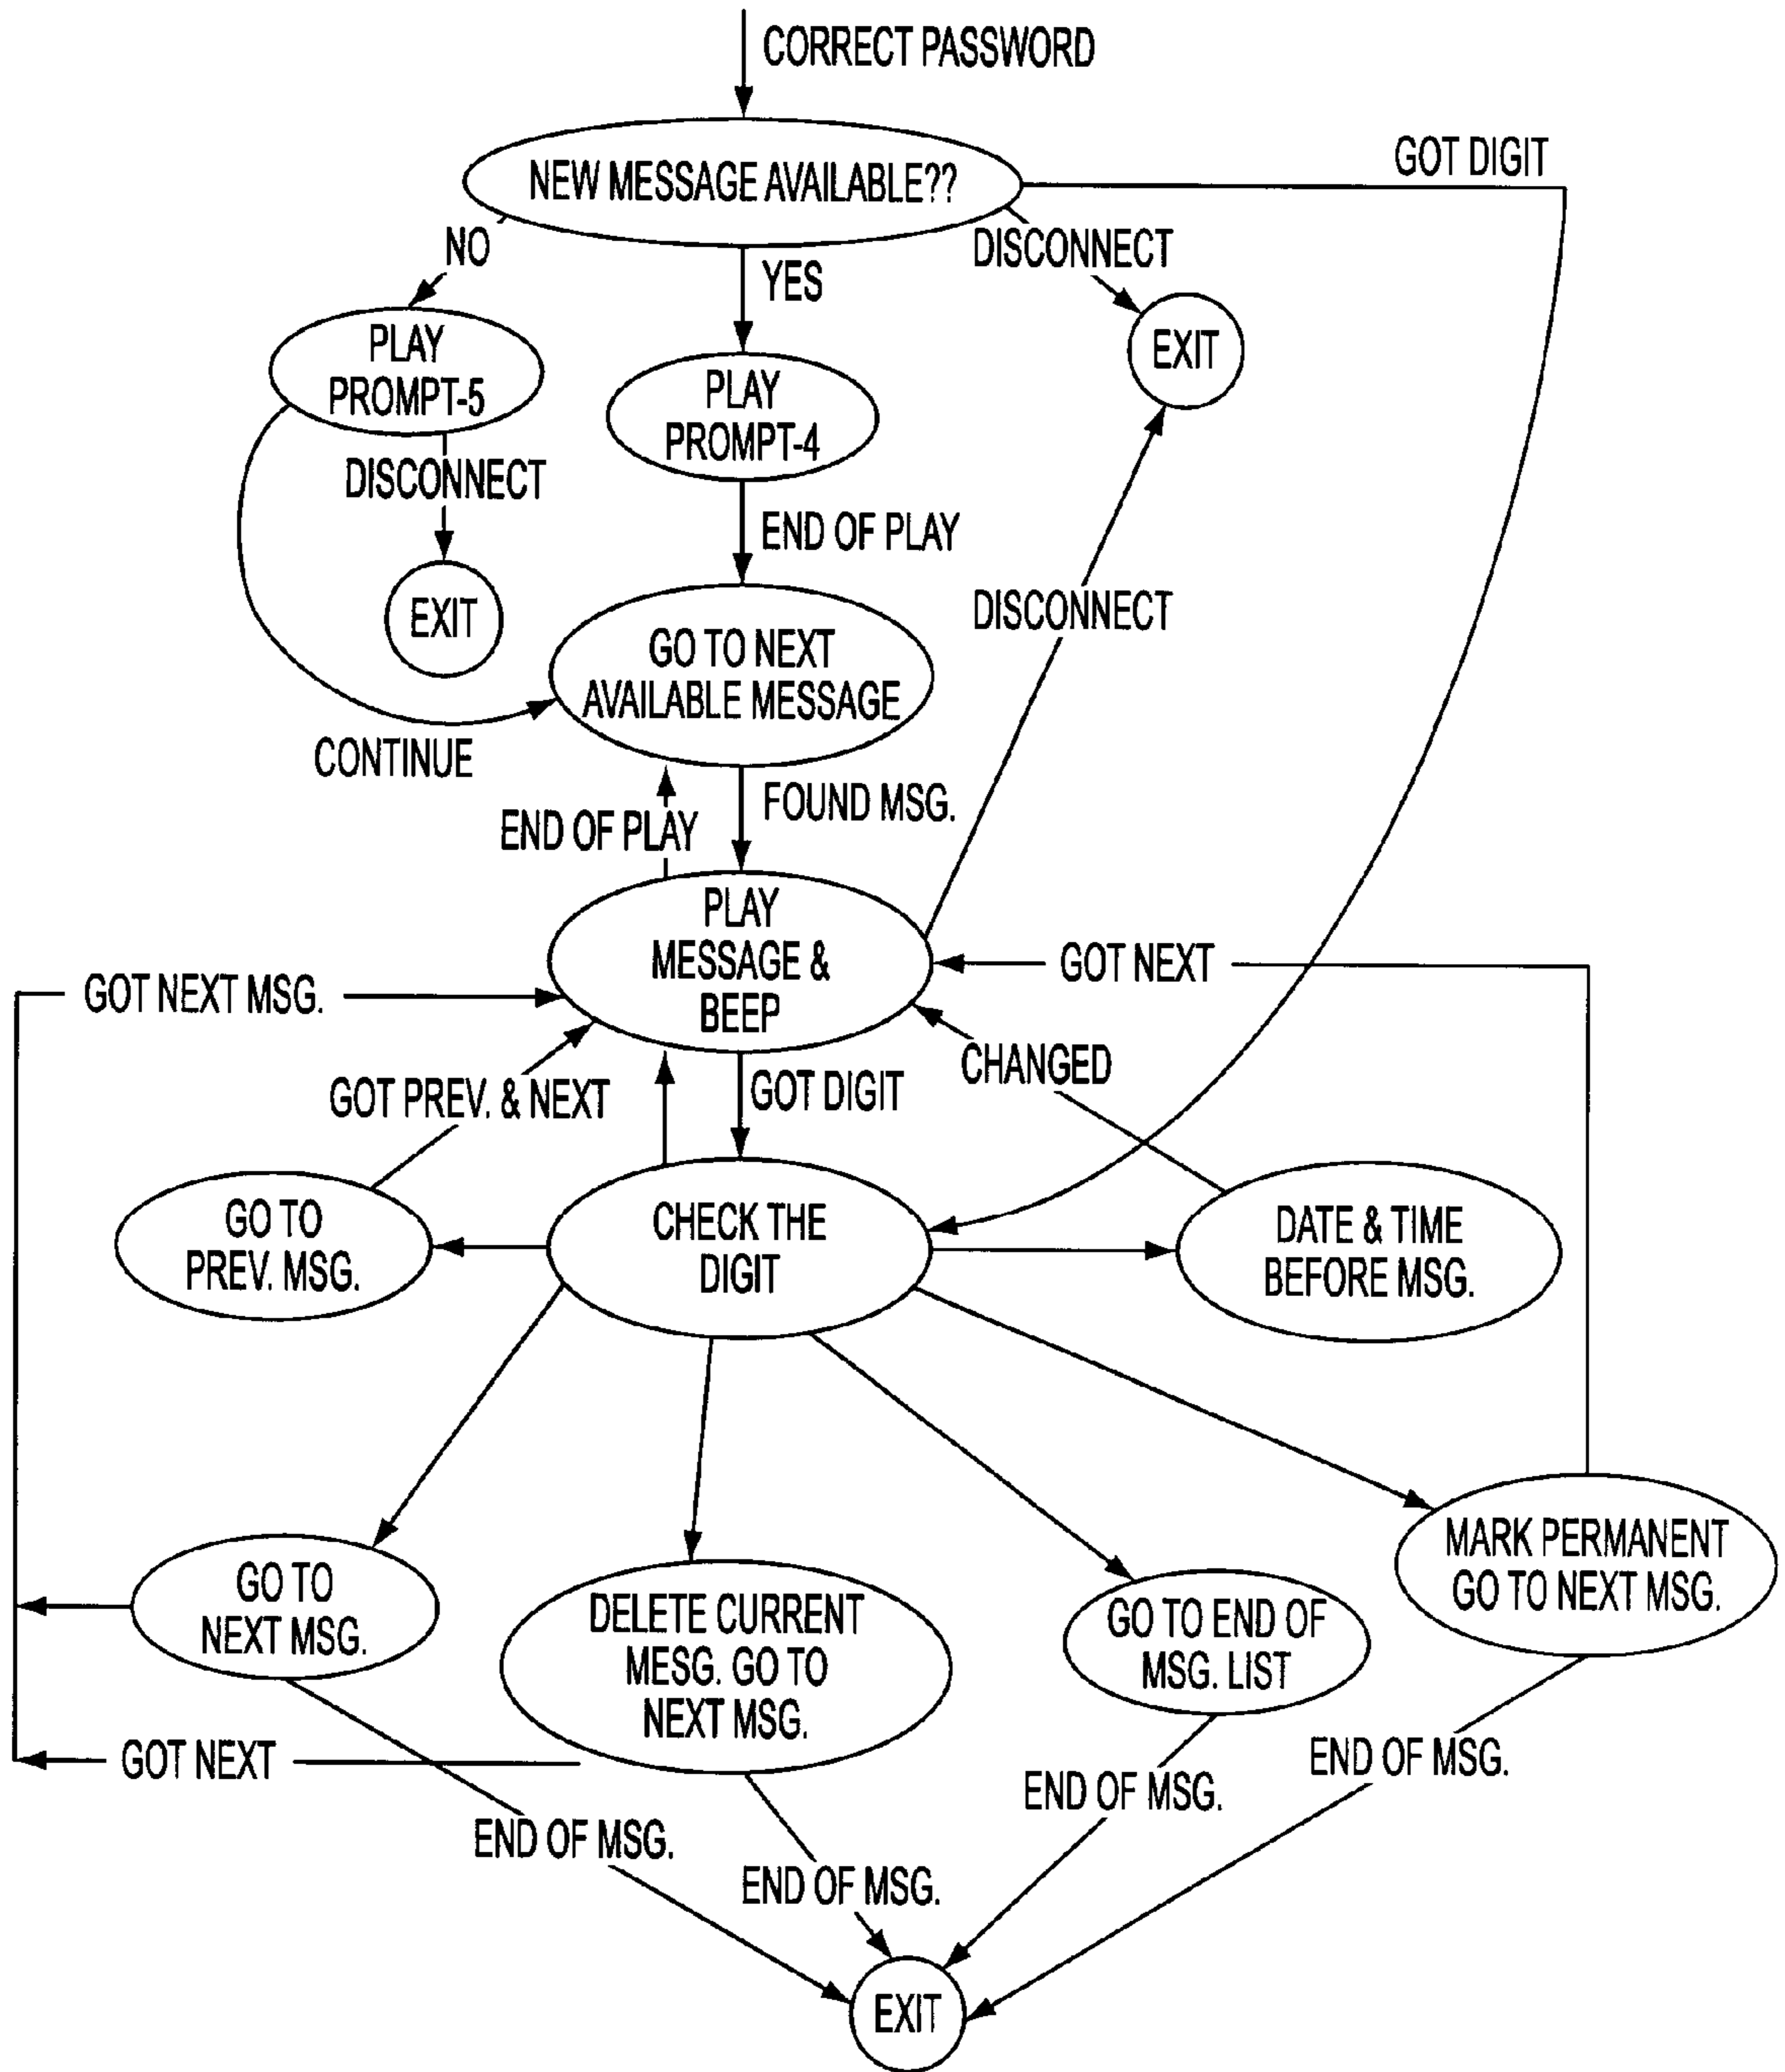 CORRECT PASSWORD
GOT DIGIT
NEW MESSAGE AVAILABLE??
NO
YES
DISCONNECT
PLAY
PROMPT-5
PLAY
PROMPT-4
EXIT
DISCONNECT
END OF PLAY
EXIT
DISCONNECT
GO TO NEXT
AVAILABLE MESSAGE
CONTINUE
END OF PLAY
FOUND MSG.
PLAY
MESSAGE &
BEEP
GOT NEXT
GOT NEXT MSG.
CHANGED
GOT PREV. & NEXT
GOT DIGIT
GO TO
PREV. MSG.
CHECK THE
DIGIT
DATE & TIME
BEFORE MSG.
GO TO
NEXT MSG.
DELETE CURRENT
MESG. GO TO
NEXT MSG.
GO TO END OF
MSG. LIST
MARK PERMANENT
GO TO NEXT MSG.
GOT NEXT
END OF MSG.
END OF MSG.
END OF MSG.
END OF MSG.
EXIT